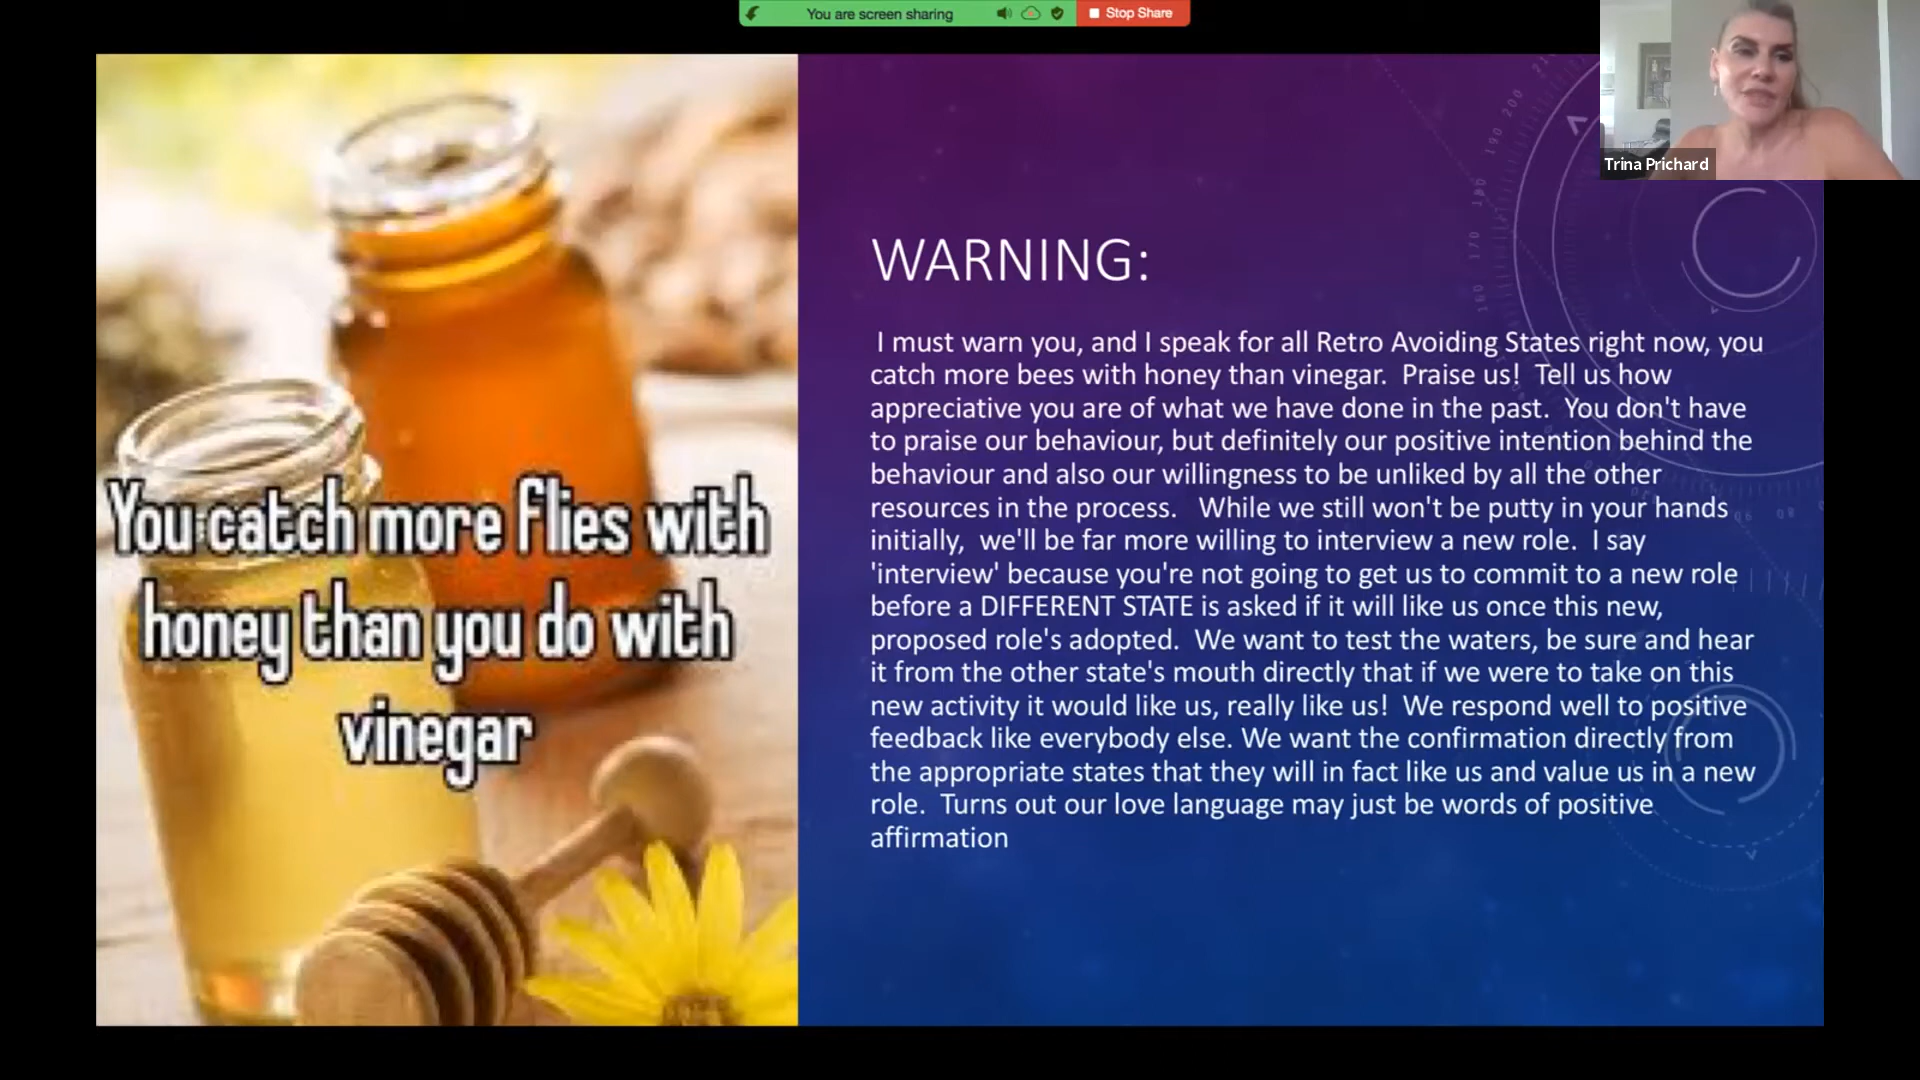 You are screen sharing
Stop Share
Trina Prichard
You catch more flies with
honey than you do with
vinegar
WARNING:
I must warn you, and I speak for all Retro Avoiding States right now, you
catch more bees with honey than vinegar. Praise us! Tell us how
appreciative you are of what we have done in the past. You don't have
to praise our behaviour, but definitely our positive intention behind the
behaviour and also our willingness to be unliked by all the other
resources in the process. While we still won't be putty in your hands
initially, we'll be far more willing to interview a new role. I say
'interview' because you're not going to get us to commit to a new role
before a DIFFERENT STATE is asked if it will like us once this new,
proposed role's adopted. We want to test the waters, be sure and hear
it from the other state's mouth directly that if we were to take on this
new activity it would like us, really like us! We respond well to positive
feedback like everybody else. We want the confirmation directly from
the appropriate states that they will in fact like us and value us in a new
role. Turns out our love language may just be words of positive
affirmation
160 170 180 190 200